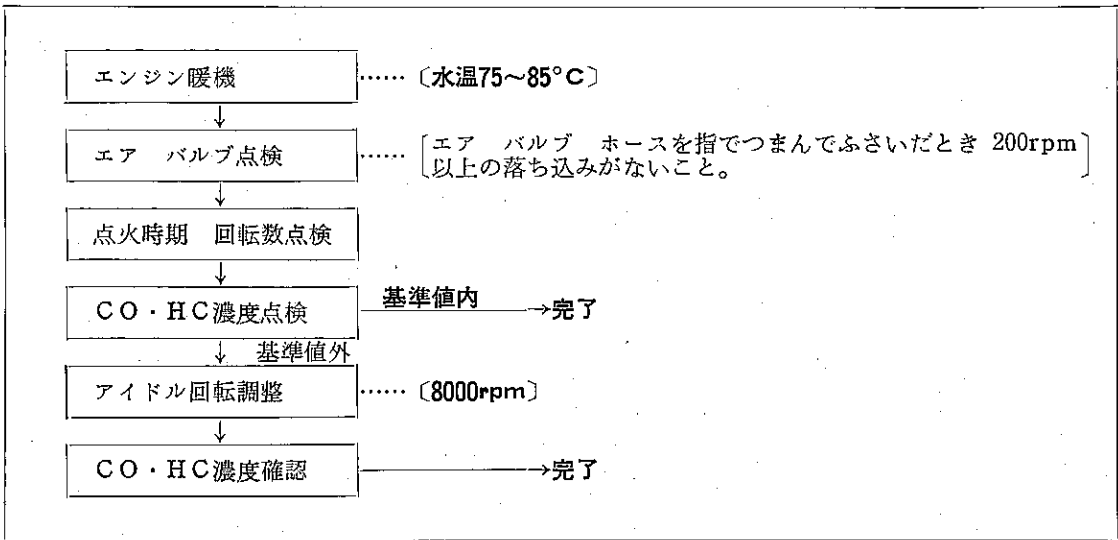 エンジン暖機 ……〔水温75～85°C〕
↓
エア バルブ点検 ……〔エア バルブ ホースを指でつまんでふさいだとき 200rpm
以上の落ち込みがないこと。〕
↓
点火時期 回転数点検
↓
CO・HC濃度点検 基準値内→完了
↓ 基準値外
アイドル回転調整 ……〔8000rpm〕
↓
CO・HC濃度確認 →完了